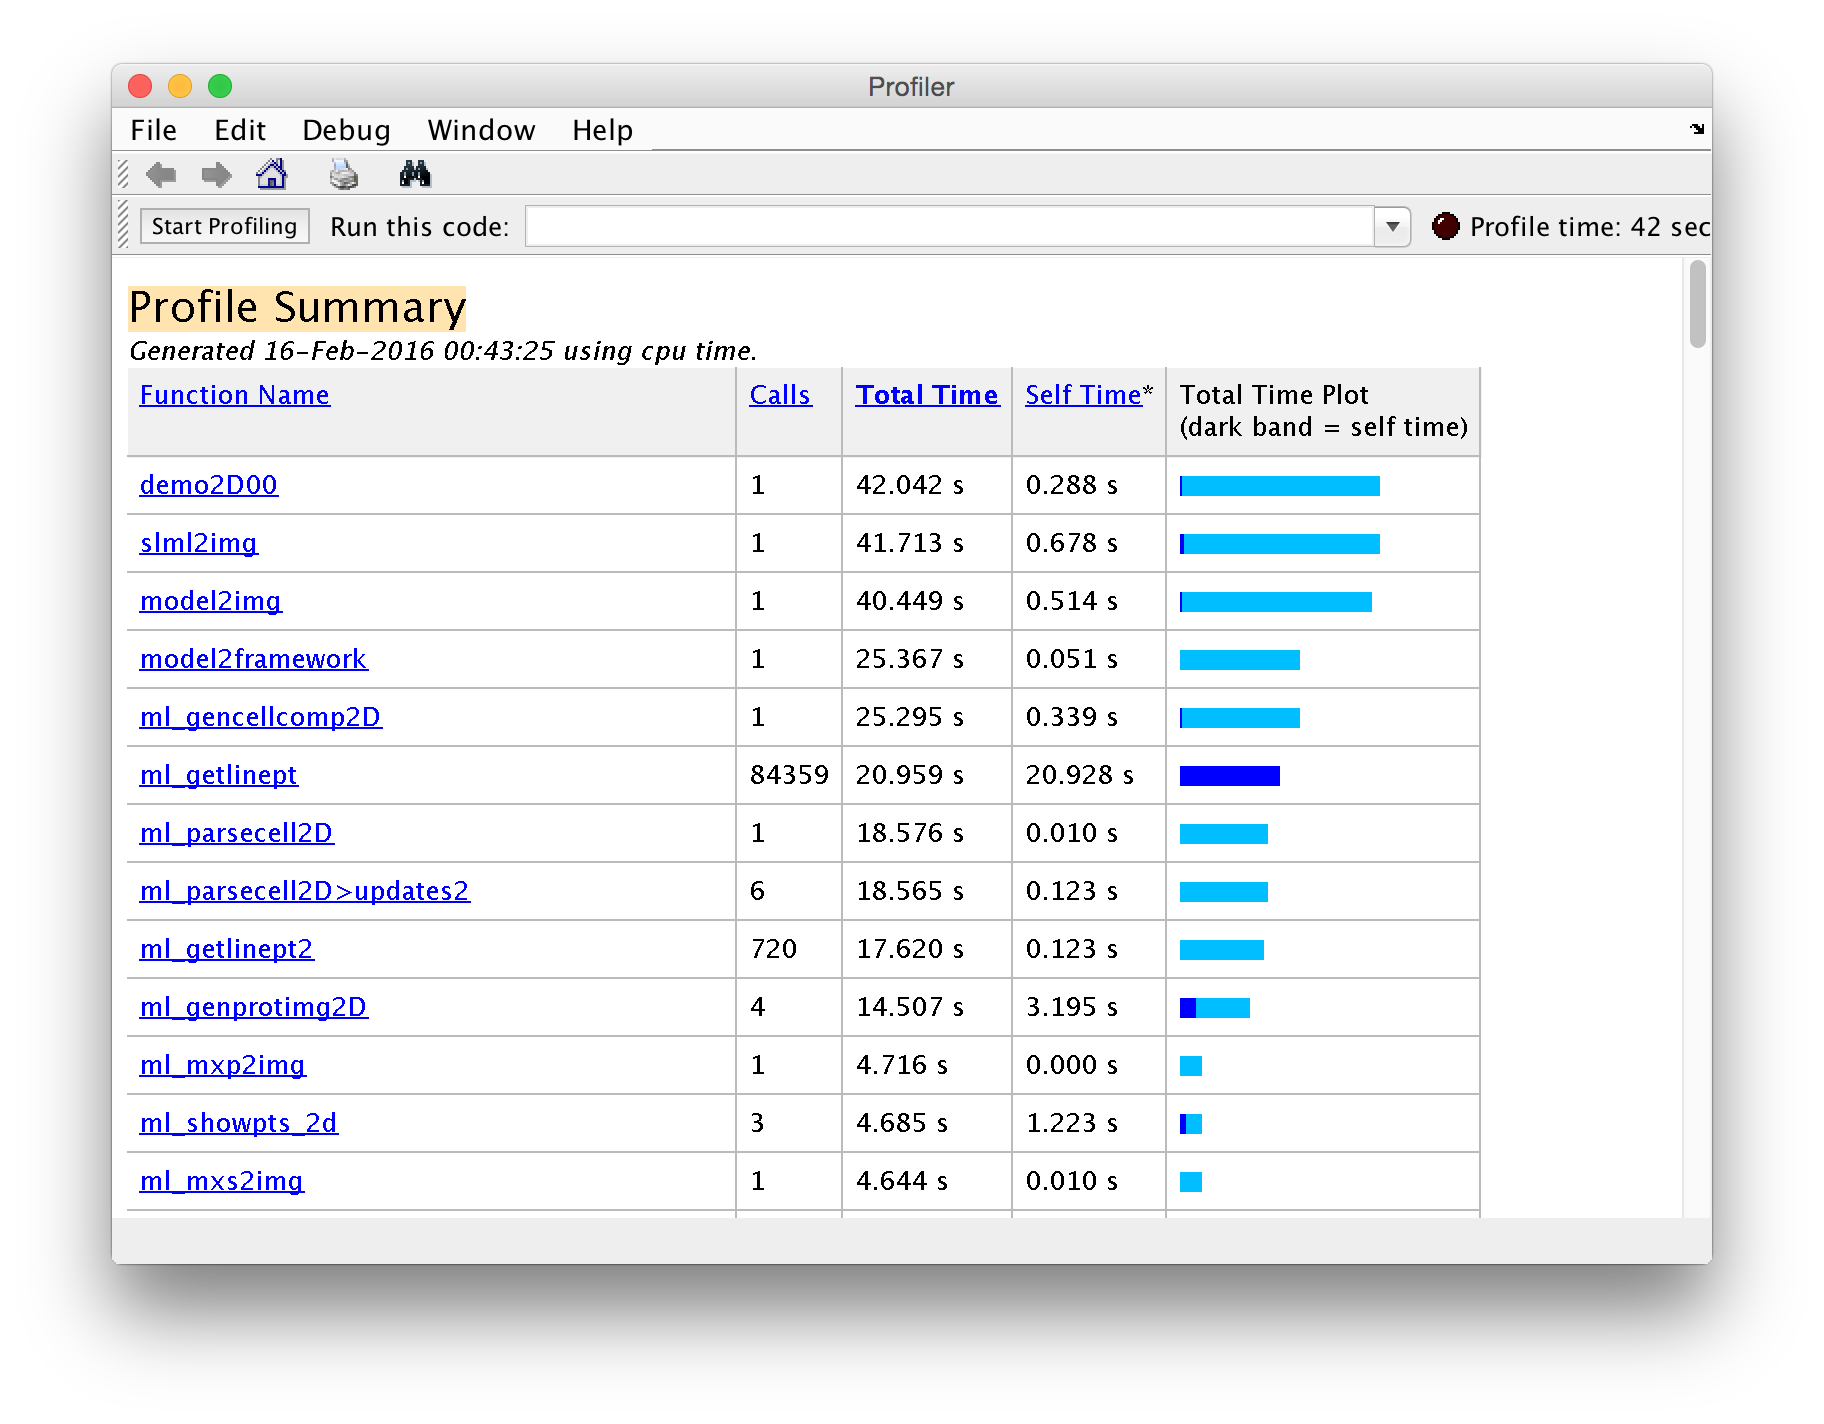 Profiler
File Edit Debug Window Help
Start Profiling Run this code: Profile time: 42 sec
Profile Summary
Generated 16-Feb-2016 00:43:25 using cpu time.
Function Name Calls Total Time Self Time* Total Time Plot
(dark band = self time)
demo2D00 1 42.042 s 0.288 s
slml2img 1 41.713 s 0.678 s
model2img 1 40.449 s 0.514 s
model2framework 1 25.367 s 0.051 s
ml_gencellcomp2D 1 25.295 s 0.339 s
ml_getlinept 84359 20.959 s 20.928 s
ml_parsecell2D 1 18.576 s 0.010 s
ml_parsecell2D>updates2 6 18.565 s 0.123 s
ml_getlinept2 720 17.620 s 0.123 s
ml_genprotimg2D 4 14.507 s 3.195 s
ml_mxp2img 1 4.716 s 0.000 s
ml_showpts_2d 3 4.685 s 1.223 s
ml_mxs2img 1 4.644 s 0.010 s